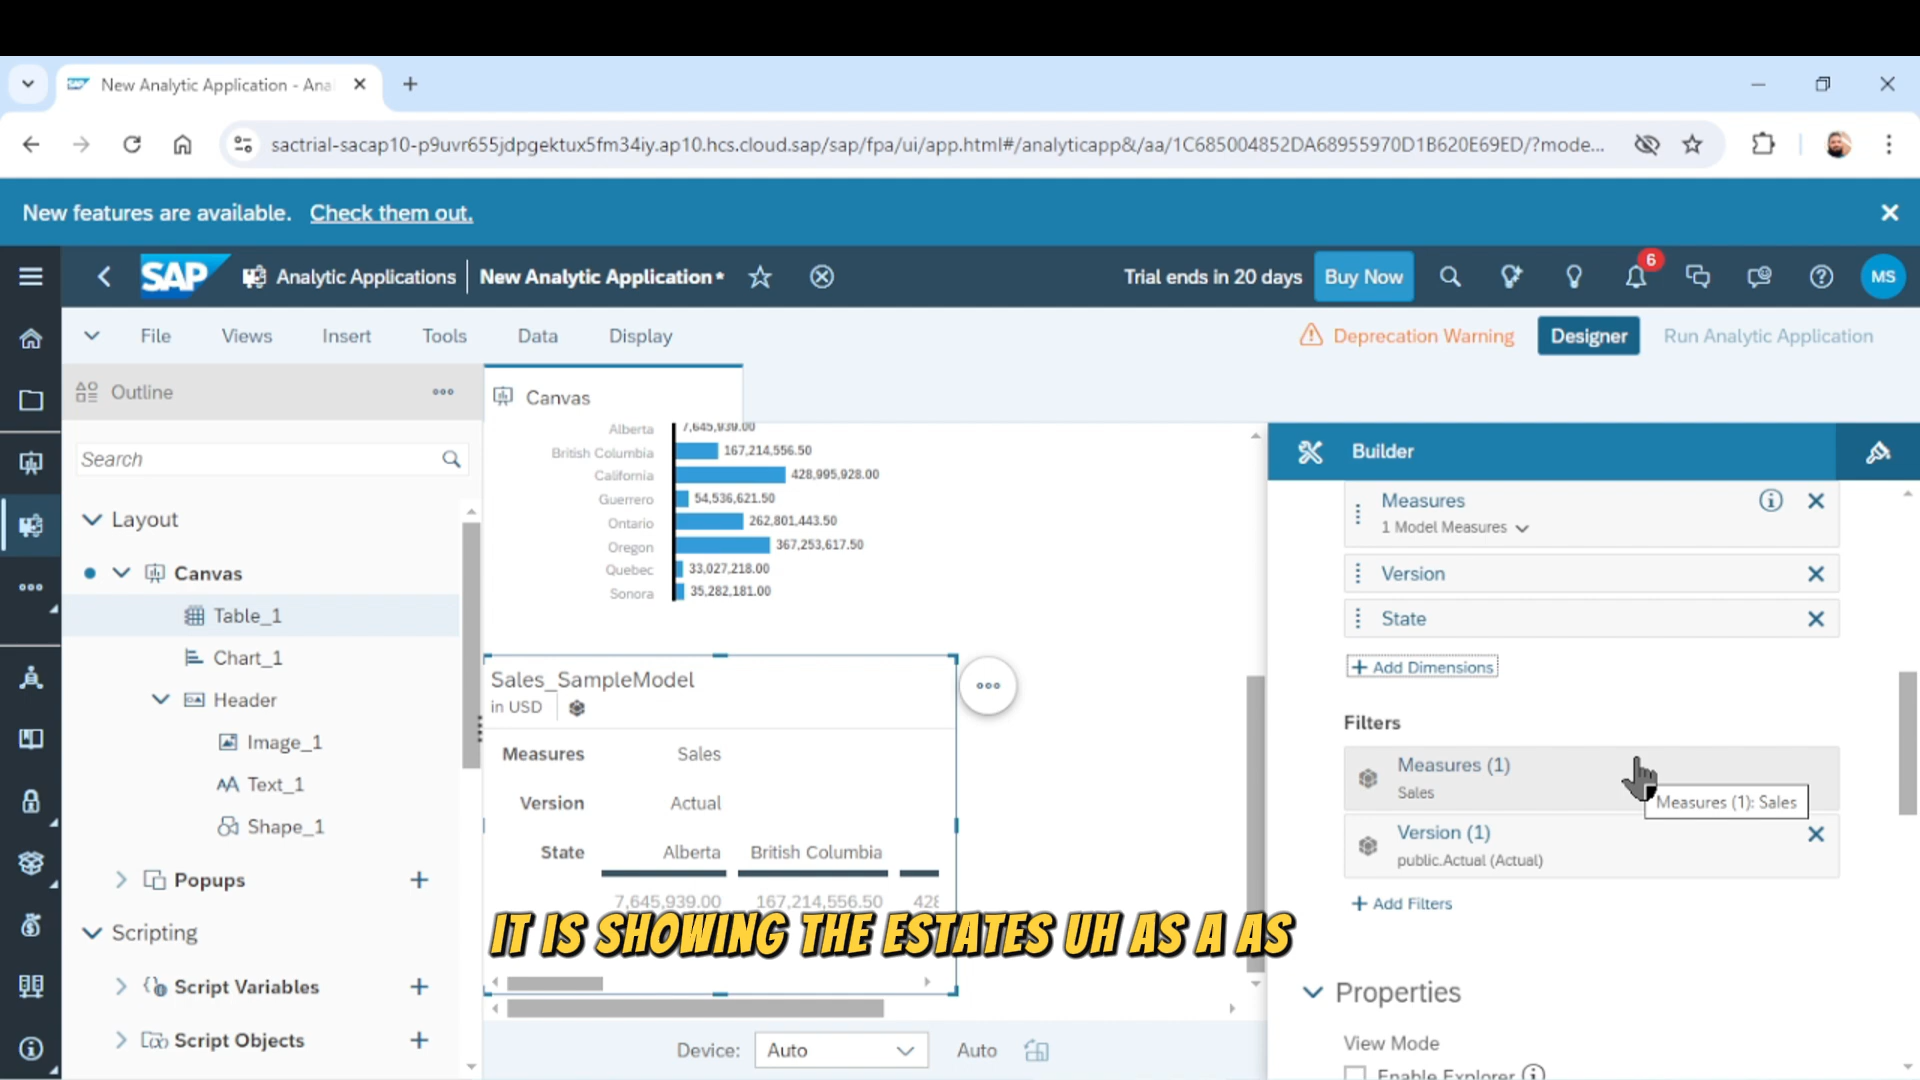 New Analytic Application - Ana
sactrial-sacap10-p9uvr655jdpgektux5fm34iy.ap10.hcs.cloud.sap/sap/fpa/ui/app.html#/analyticapp&/aa/1C685004852DA68955970D1B620E69ED/?mode...
New features are available. Check them out.
SAP Analytic Applications New Analytic Application * Trial ends in 20 days Buy Now 6 MS
File Views Insert Tools Data Display Deprecation Warning Designer Run Analytic Application
Outline
Search
Layout
Canvas
Table_1
Chart_1
Header
Image_1
Text_1
Shape_1
Popups
Scripting
Script Variables
Script Objects
Canvas
Alberta 7,645,939.00
British Columbia 167,214,556.50
California 428,995,928.00
Guerrero 54,536,621.50
Ontario 262,801,443.50
Oregon 367,253,617.50
Quebec 33,027,218.00
Sonora 35,282,181.00
Sales_SampleModel
in USD
Measures Sales
Version Actual
State Alberta British Columbia
7,645,939.00 167,214,556.50 428
IT IS SHOWING THE ESTATES UH AS A AS
Device: Auto Auto
Builder
Measures
1 Model Measures
Version
State
+ Add Dimensions
Filters
Measures (1)
Sales
Measures (1): Sales
Version (1)
public.Actual (Actual)
+ Add Filters
Properties
View Mode
Enable Explorer